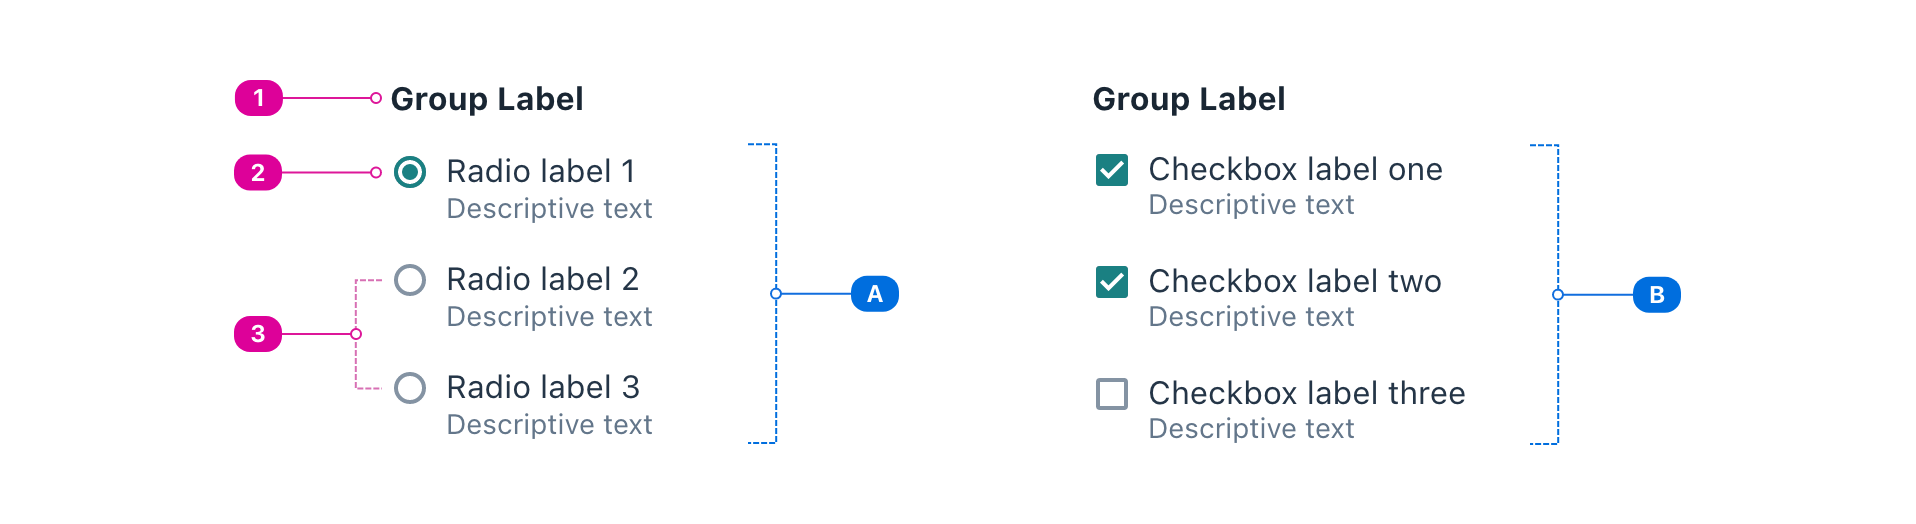 1 Group Label
2 Radio label 1
Descriptive text
Radio label 2
Descriptive text
3
Radio label 3
Descriptive text
A
Group Label
Checkbox label one
Descriptive text
Checkbox label two
Descriptive text
Checkbox label three
Descriptive text
B